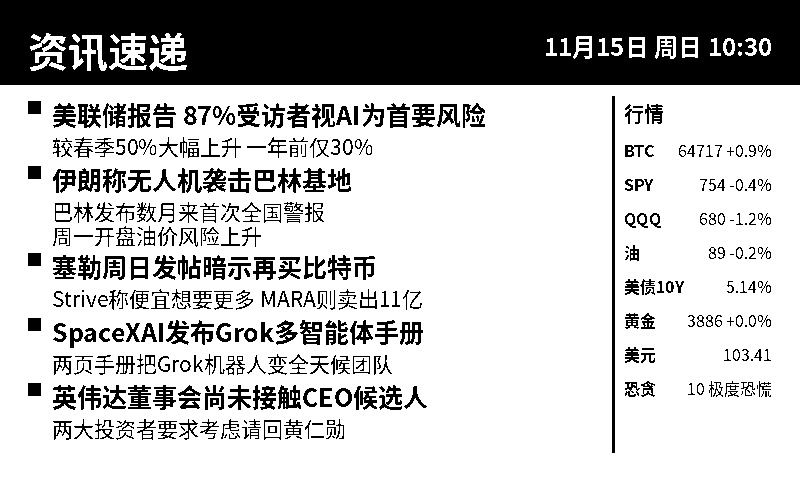 资讯速递
11月15日 周日 10:30
美联储报告 87%受访者视AI为首要风险
较春季50%大幅上升 一年前仅30%
伊朗称无人机袭击巴林基地
巴林发布数月来首次全国警报
周一开盘油价风险上升
塞勒周日发帖暗示再买比特币
Strive称便宜想要更多 MARA则卖出11亿
SpaceXAI发布Grok多智能体手册
两页手册把Grok机器人变全天候团队
英伟达董事会尚未接触CEO候选人
两大投资者要求考虑请回黄仁勋
行情
BTC 64717 +0.9%
SPY 754 -0.4%
QQQ 680 -1.2%
油 89 -0.2%
美债10Y 5.14%
黄金 3886 +0.0%
美元 103.41
恐贪 10 极度恐慌